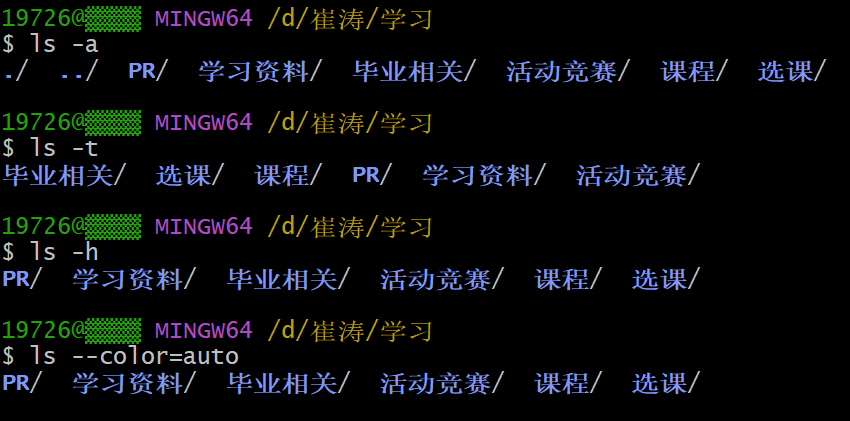 19726@▒▒▒▒ MINGW64 /d/崔涛/学习
$ ls -a
./  ../  PR/  学习资料/  毕业相关/  活动竞赛/  课程/  选课/
19726@▒▒▒▒ MINGW64 /d/崔涛/学习
$ ls -t
毕业相关/  选课/  课程/  PR/  学习资料/  活动竞赛/
19726@▒▒▒▒ MINGW64 /d/崔涛/学习
$ ls -h
PR/  学习资料/  毕业相关/  活动竞赛/  课程/  选课/
19726@▒▒▒▒ MINGW64 /d/崔涛/学习
$ ls --color=auto
PR/  学习资料/  毕业相关/  活动竞赛/  课程/  选课/